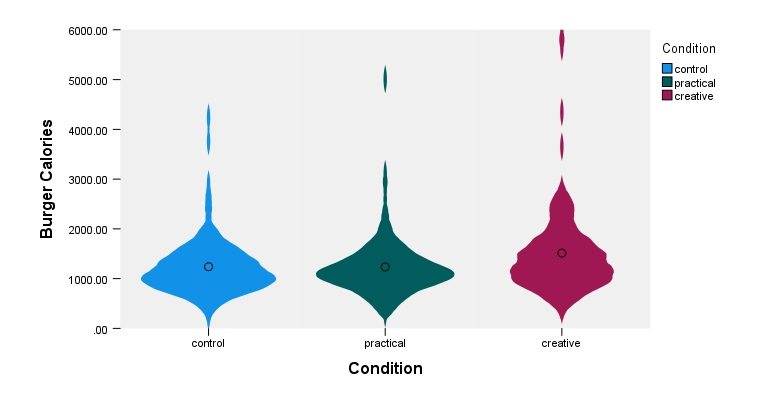 6000.00
5000.00
4000.00
3000.00
2000.00
1000.00
.00
Burger Calories
control
practical
creative
Condition
Condition
control
practical
creative